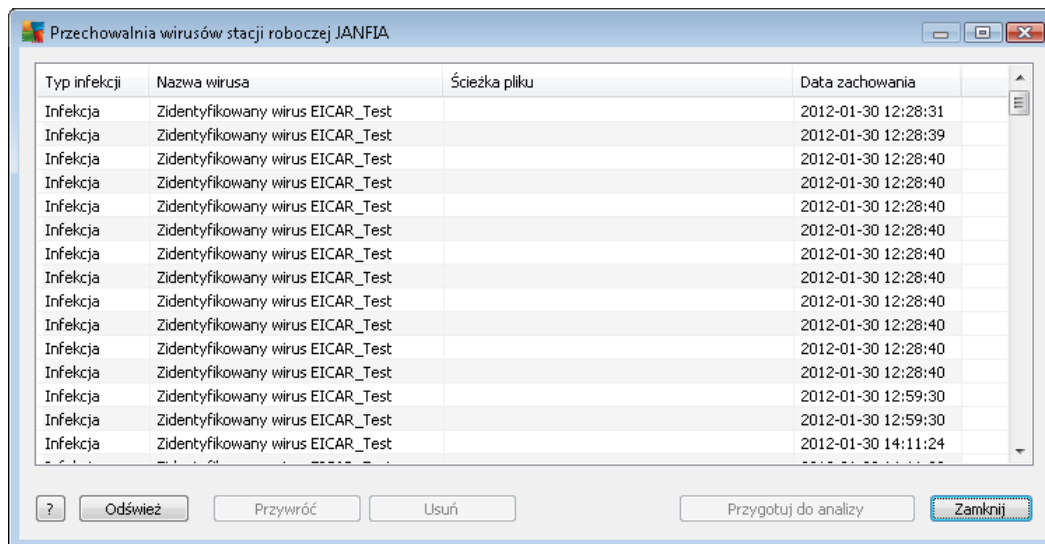 Przechowalnia wirusów stacji roboczej JANFIA
Typ infekcji Nazwa wirusa Ścieżka pliku Data zachowania
Infekcja Zidentyfikowany wirus EICAR_Test 2012-01-30 12:28:31
Infekcja Zidentyfikowany wirus EICAR_Test 2012-01-30 12:28:39
Infekcja Zidentyfikowany wirus EICAR_Test 2012-01-30 12:28:40
Infekcja Zidentyfikowany wirus EICAR_Test 2012-01-30 12:28:40
Infekcja Zidentyfikowany wirus EICAR_Test 2012-01-30 12:28:40
Infekcja Zidentyfikowany wirus EICAR_Test 2012-01-30 12:28:40
Infekcja Zidentyfikowany wirus EICAR_Test 2012-01-30 12:28:40
Infekcja Zidentyfikowany wirus EICAR_Test 2012-01-30 12:28:40
Infekcja Zidentyfikowany wirus EICAR_Test 2012-01-30 12:28:40
Infekcja Zidentyfikowany wirus EICAR_Test 2012-01-30 12:28:40
Infekcja Zidentyfikowany wirus EICAR_Test 2012-01-30 12:28:40
Infekcja Zidentyfikowany wirus EICAR_Test 2012-01-30 12:28:40
Infekcja Zidentyfikowany wirus EICAR_Test 2012-01-30 12:59:30
Infekcja Zidentyfikowany wirus EICAR_Test 2012-01-30 12:59:30
Infekcja Zidentyfikowany wirus EICAR_Test 2012-01-30 14:11:24
? Odśwież Przywróć Usuń Przygotuj do analizy Zamknij